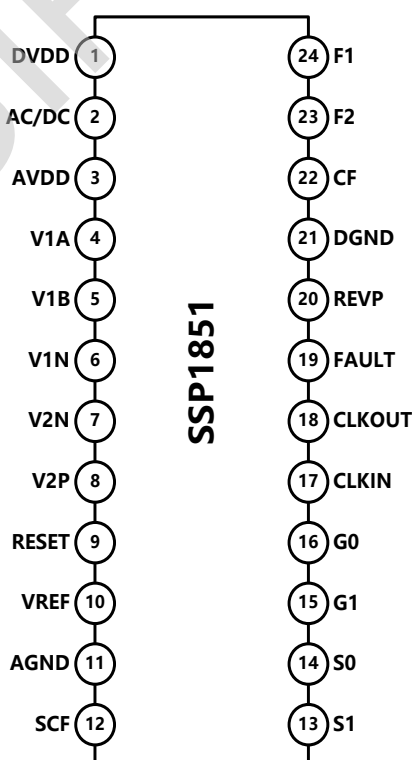 DVDD 1 24 F1
AC/DC 2 23 F2
AVDD 3 22 CF
V1A 4 21 DGND
V1B 5 20 REVP
V1N 6 19 FAULT
V2N 7 18 CLKOUT
V2P 8 17 CLKIN
RESET 9 16 G0
VREF 10 15 G1
AGND 11 14 S0
SCF 12 13 S1
SSP1851